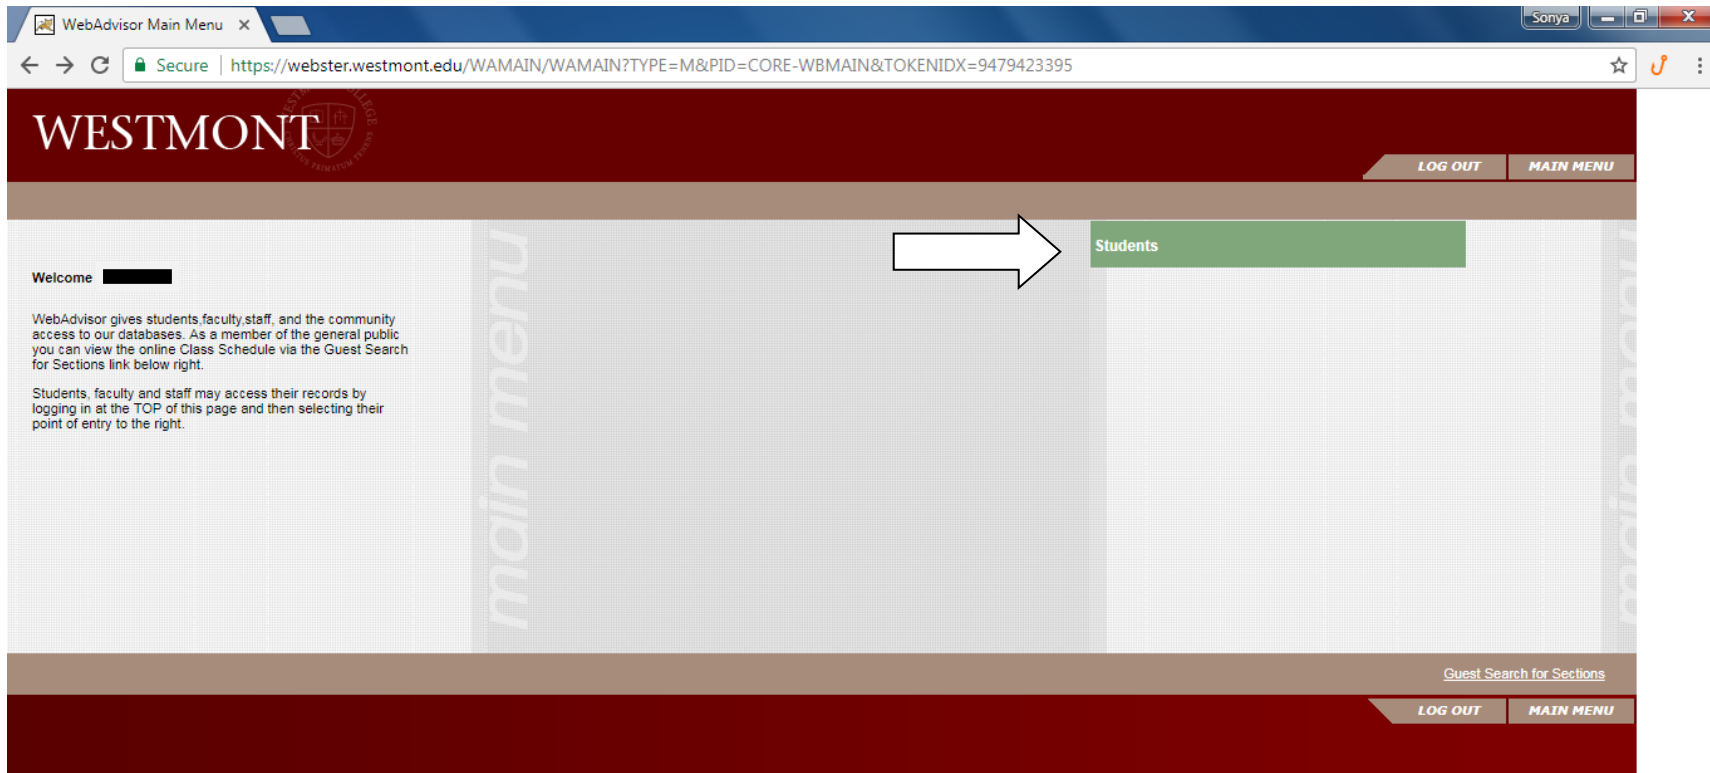 WebAdvisor Main Menu
Sonya
Secure | https://webster.westmont.edu/WAMAIN/WAMAIN?TYPE=M&PID=CORE-WBMAIN&TOKENIDX=9479423395
WESTMONT
LOG OUT MAIN MENU
Students
Welcome
WebAdvisor gives students,faculty,staff, and the community
access to our databases. As a member of the general public
you can view the online Class Schedule via the Guest Search
for Sections link below right.
Students, faculty and staff may access their records by
logging in at the TOP of this page and then selecting their
point of entry to the right.
main menu
main menu
Guest Search for Sections
LOG OUT MAIN MENU